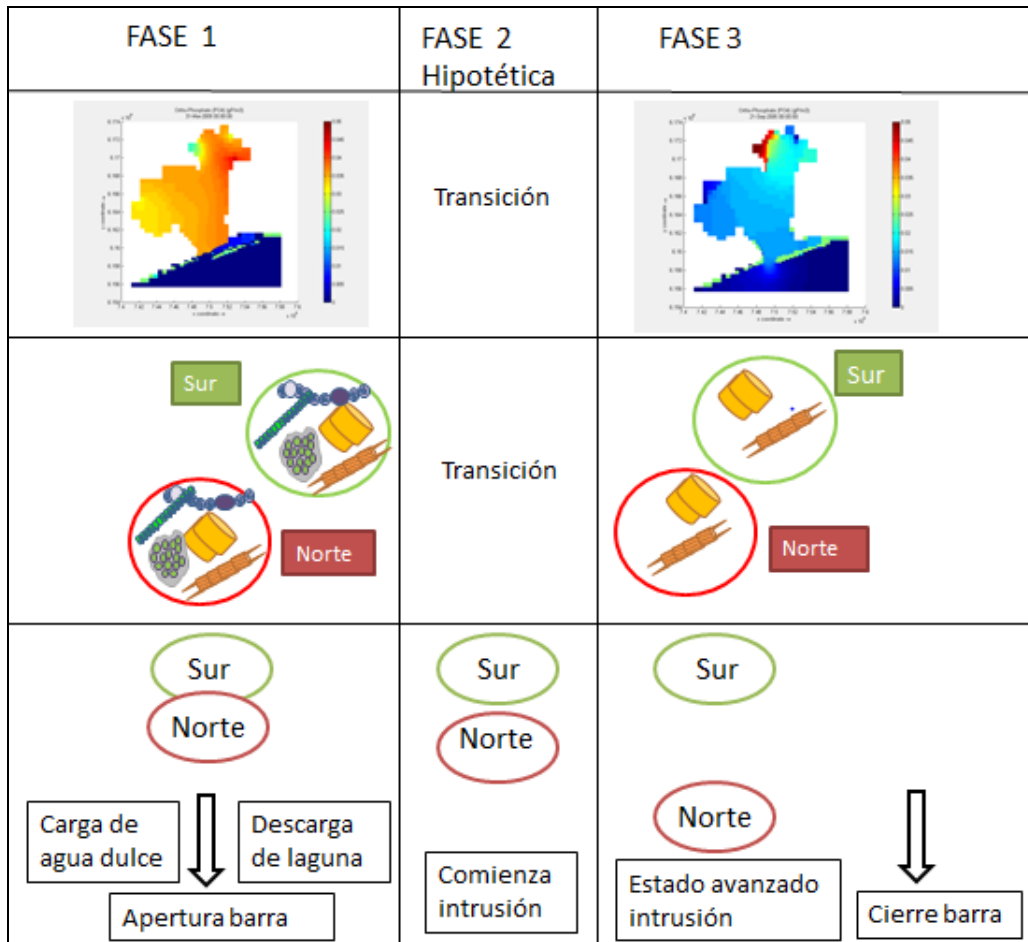 FASE 1
FASE 2
Hipotética
FASE 3
Transición
Sur
Norte
Transición
Sur
Norte
Sur
Norte
Carga de
agua dulce
Descarga
de laguna
Apertura barra
Sur
Norte
Comienza
intrusión
Sur
Norte
Estado avanzado
intrusión
Cierre barra